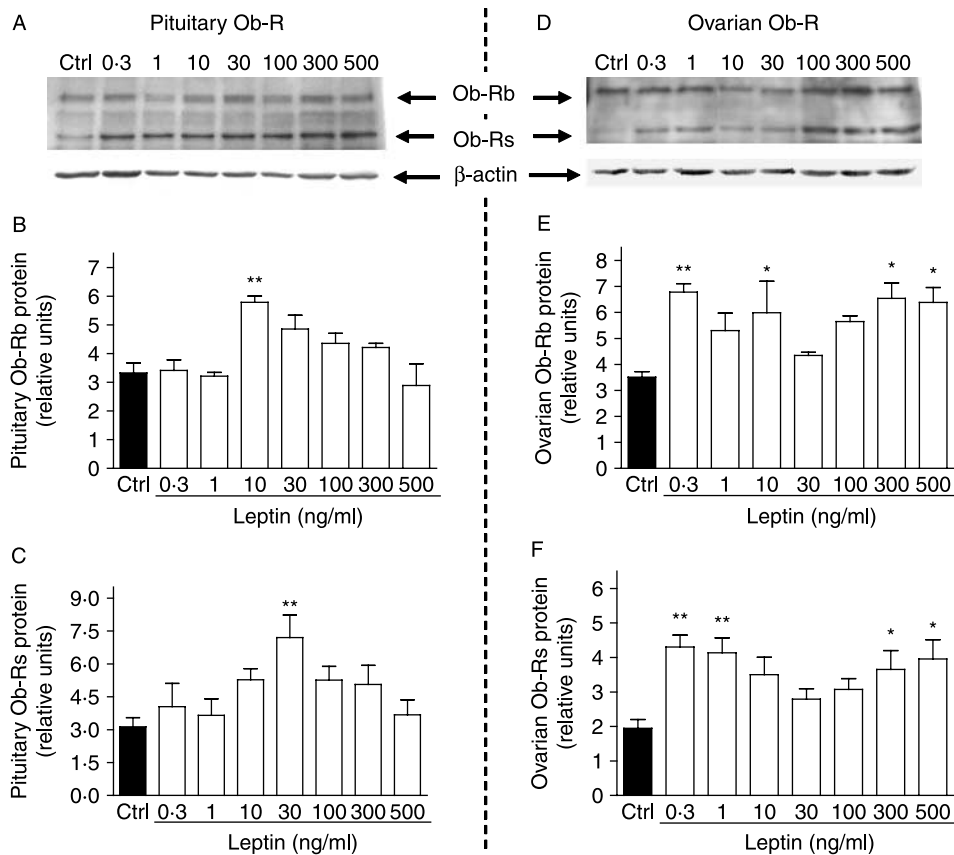 A
Pituitary Ob-R
Ctrl 0·3 1 10 30 100 300 500
D
Ovarian Ob-R
Ctrl 0·3 1 10 30 100 300 500
Ob-Rb
Ob-Rs
β-actin
B
Pituitary Ob-Rb protein
(relative units)
7
6
5
4
3
2
1
0
**
Ctrl 0·3 1 10 30 100 300 500
Leptin (ng/ml)
E
Ovarian Ob-Rb protein
(relative units)
8
7
6
5
4
3
2
1
0
** * * *
Ctrl 0·3 1 10 30 100 300 500
Leptin (ng/ml)
C
Pituitary Ob-Rs protein
(relative units)
9·0
7·5
6·0
4·5
3·0
1·5
0·0
**
Ctrl 0·3 1 10 30 100 300 500
Leptin (ng/ml)
F
Ovarian Ob-Rs protein
(relative units)
6
5
4
3
2
1
0
** ** * *
Ctrl 0·3 1 10 30 100 300 500
Leptin (ng/ml)